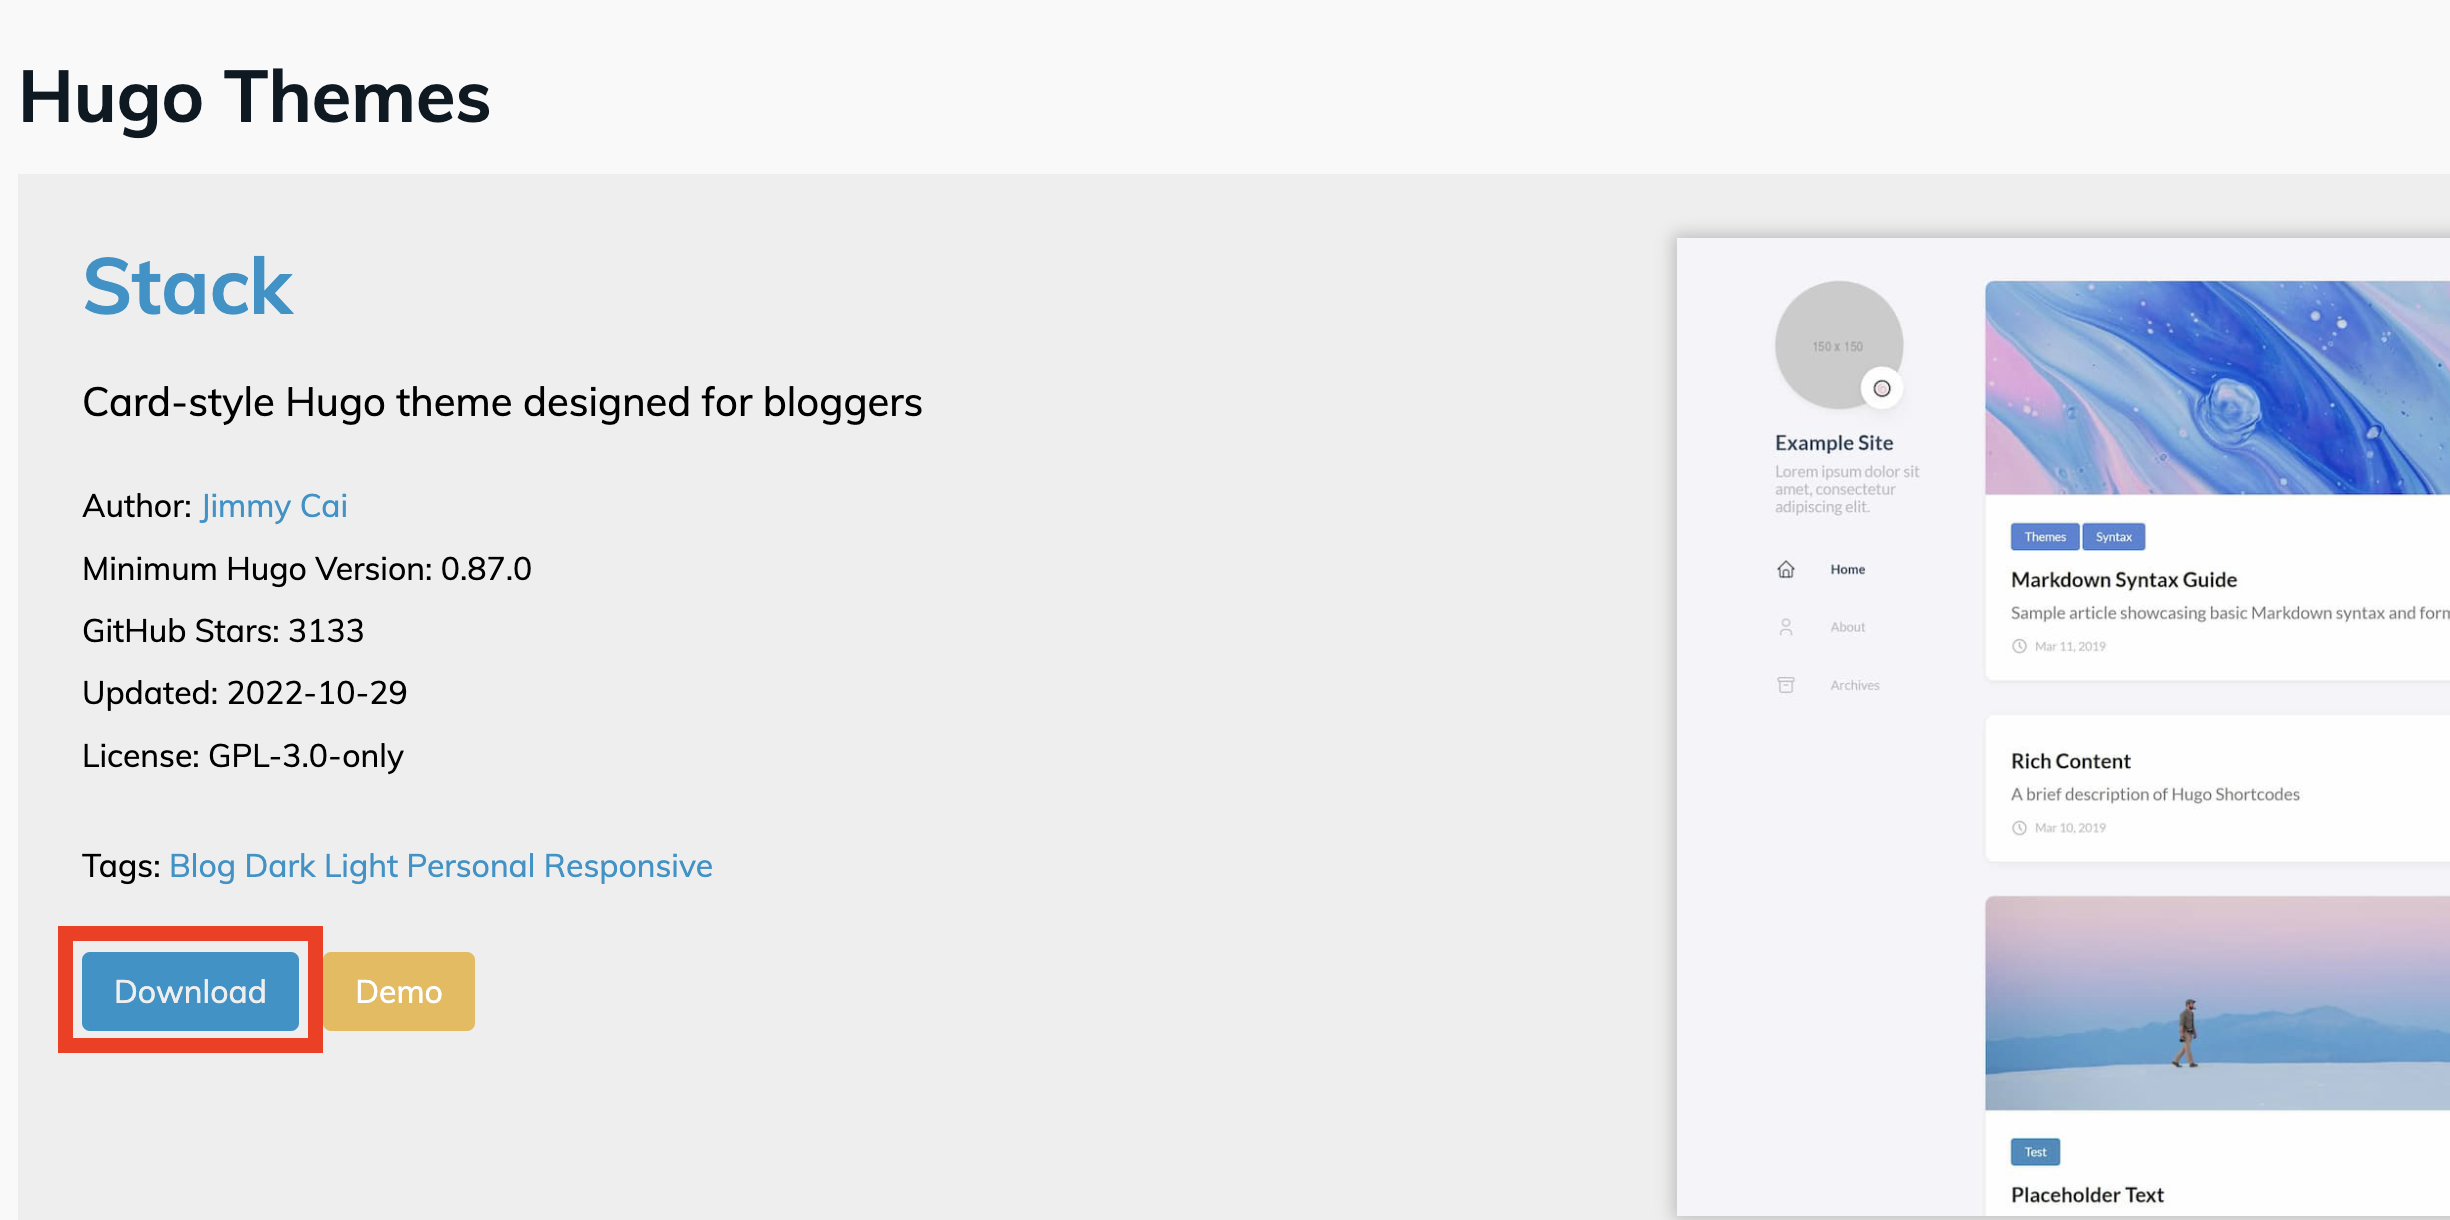 Hugo Themes
Stack
Card-style Hugo theme designed for bloggers
Author: Jimmy Cai
Minimum Hugo Version: 0.87.0
GitHub Stars: 3133
Updated: 2022-10-29
License: GPL-3.0-only
Tags: Blog Dark Light Personal Responsive
Download
Demo
150 x 150
Example Site
Lorem ipsum dolor sit
amet, consectetur
adipiscing elit.
Home
About
Archives
Themes
Syntax
Markdown Syntax Guide
Sample article showcasing basic Markdown syntax and
Mar 11, 2019
Rich Content
A brief description of Hugo Shortcodes
Mar 10, 2019
Test
Placeholder Text